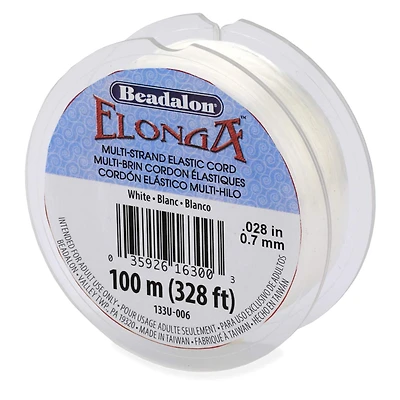 Beadalon®
ELONGA™
MULTI-STRAND ELASTIC CORD
MULTI-BRIN CORDON ÉLASTIQUES
CORDÓN ELÁSTICO MULTI-HILO
White • Blanc • Blanco
.028 in
0.7 mm
0 35926 16300 3
100 m (328 ft)
133U-006
INTENDED FOR ADULT USE ONLY • POUR USAGE ADULTE SEULEMENT • PARA USO EXCLUSIVO DE ADULTOS
BEADALON • VALLEY TWP., PA 19320 • MADE IN TAIWAN • FABRIQUÉ À TAIWAN • HECHO EN TAIWÁN